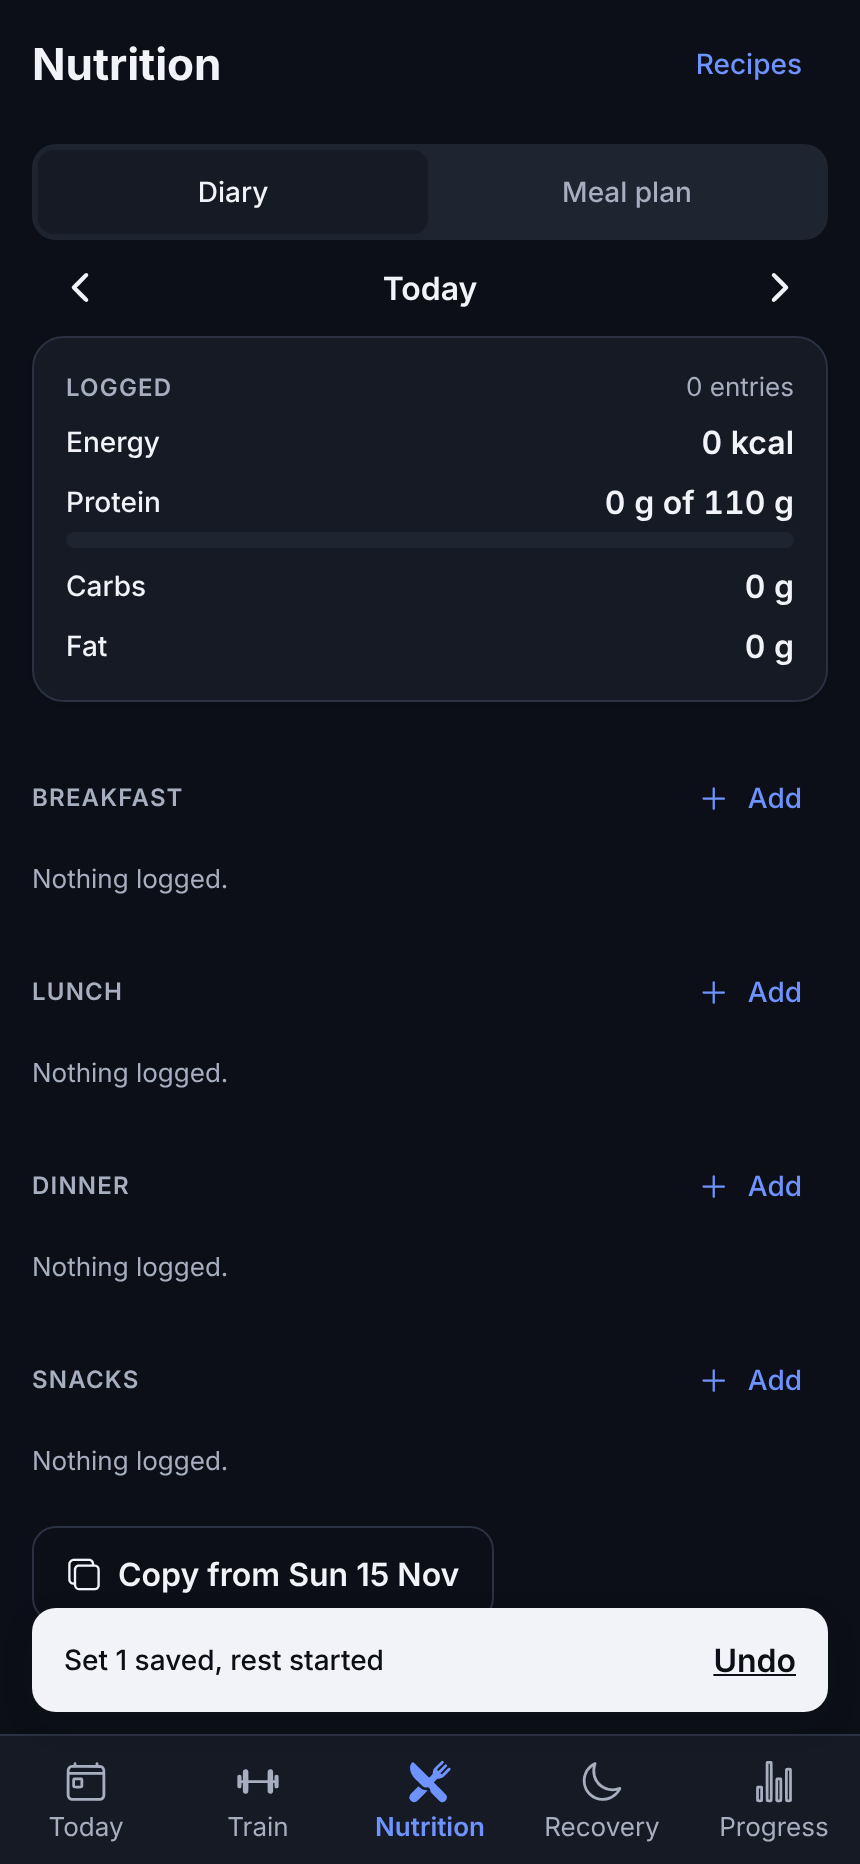 Nutrition
Recipes
Diary
Meal plan
Today
LOGGED
0 entries
Energy
0 kcal
Protein
0 g of 110 g
Carbs
0 g
Fat
0 g
BREAKFAST
Add
Nothing logged.
LUNCH
Add
Nothing logged.
DINNER
Add
Nothing logged.
SNACKS
Add
Nothing logged.
Copy from Sun 15 Nov
Set 1 saved, rest started
Undo
Today
Train
Nutrition
Recovery
Progress